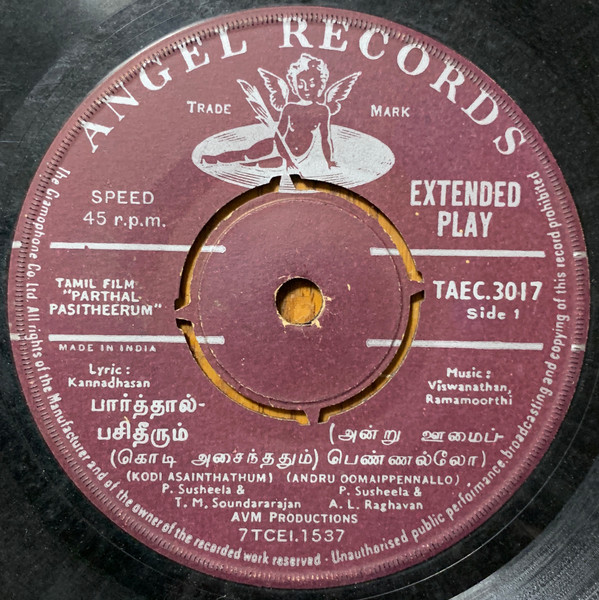 ANGEL RECORDS
TRADE MARK
SPEED
45 r.p.m.
EXTENDED
PLAY
TAMIL FILM
"PARTHAL-
PASITHEERUM"
TAEC.3017
Side 1
MADE IN INDIA
Lyric:
Kannadhasan
Music:
Viswanathan,
Ramamoorthi
பார்த்தால்-
பசிதீரும்
(கொடி அசைந்ததும்)
(அன்று ஊமைப்-
பெண்ணல்லோ)
(KODI ASAINTHATHUM) (ANDRU OOMAIPPENNALLO)
P. Susheela &
T. M. Soundararajan
P. Susheela &
A. L. Raghavan
AVM PRODUCTIONS
7TCEI.1537
The Gramophone Co Ltd. All rights of the Manufacturer and of the owner of the recorded work reserved - Unauthorised public performance, broadcasting and copying of this record prohibited